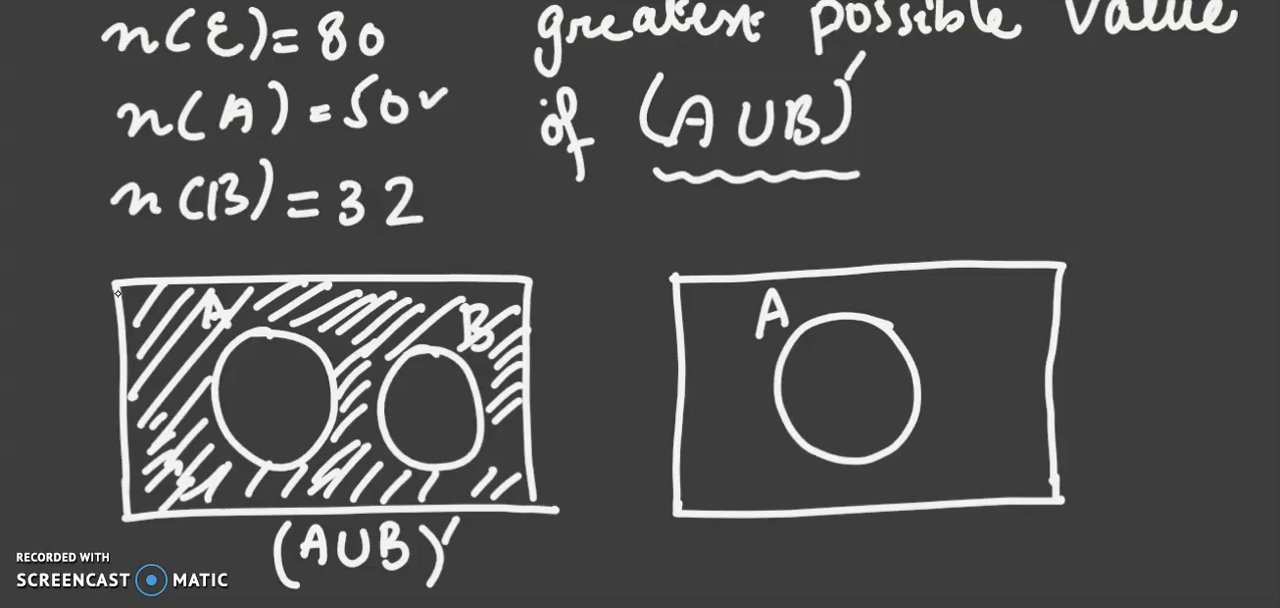 n(ξ)=80
n(A)=50✓
n(B)=32
greatest possible value
of (A∪B)′
A
B
(A∪B)′
A
RECORDED WITH
SCREENCAST MATIC